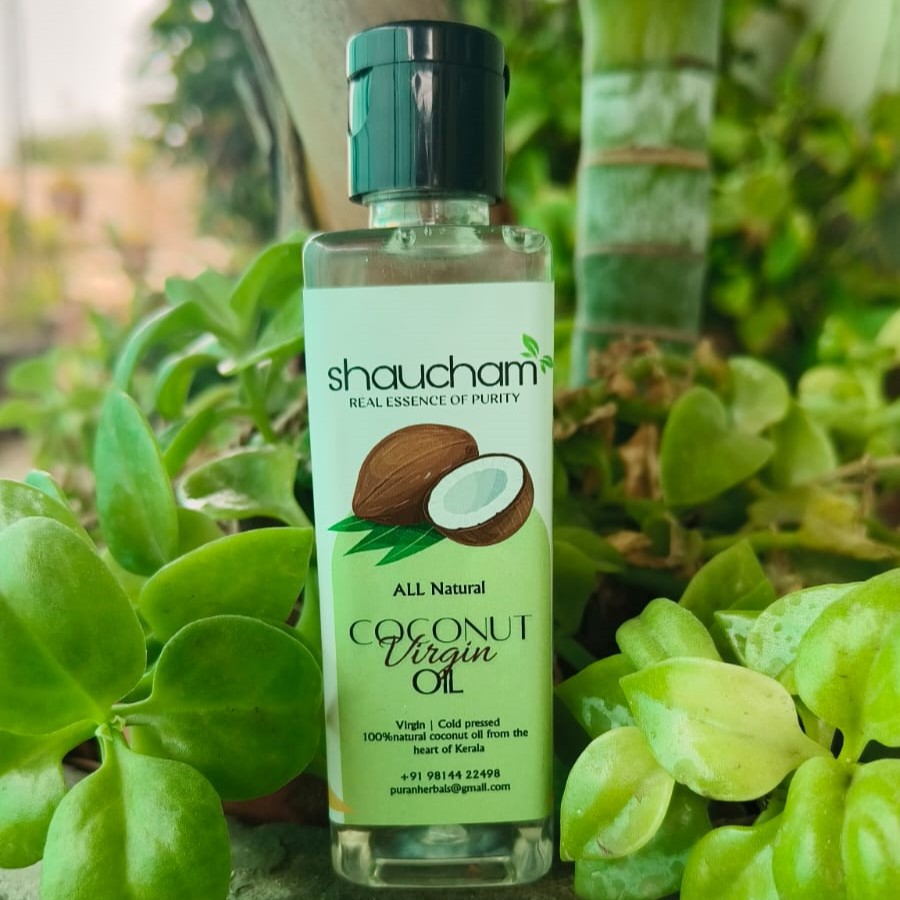 shaucham
REAL ESSENCE OF PURITY
ALL Natural
COCONUT
Virgin
OIL
Virgin | Cold pressed
100%natural coconut oil from the
heart of Kerala
+91 98144 22498
puranherbals@gmail.com